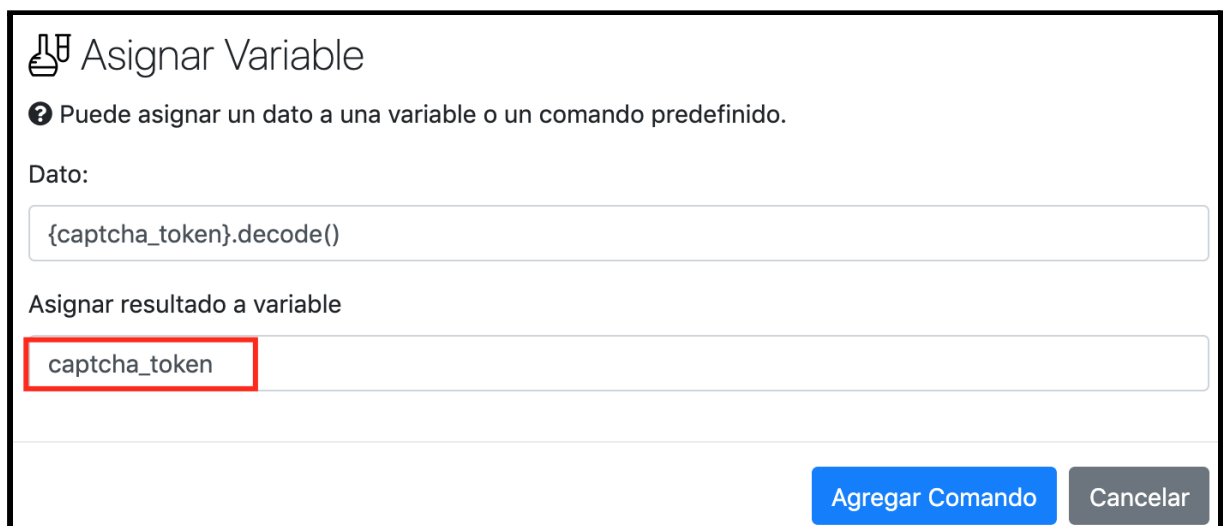 Asignar Variable
Puede asignar un dato a una variable o un comando predefinido.
Dato:
{captcha_token}.decode()
Asignar resultado a variable
captcha_token
Agregar Comando
Cancelar